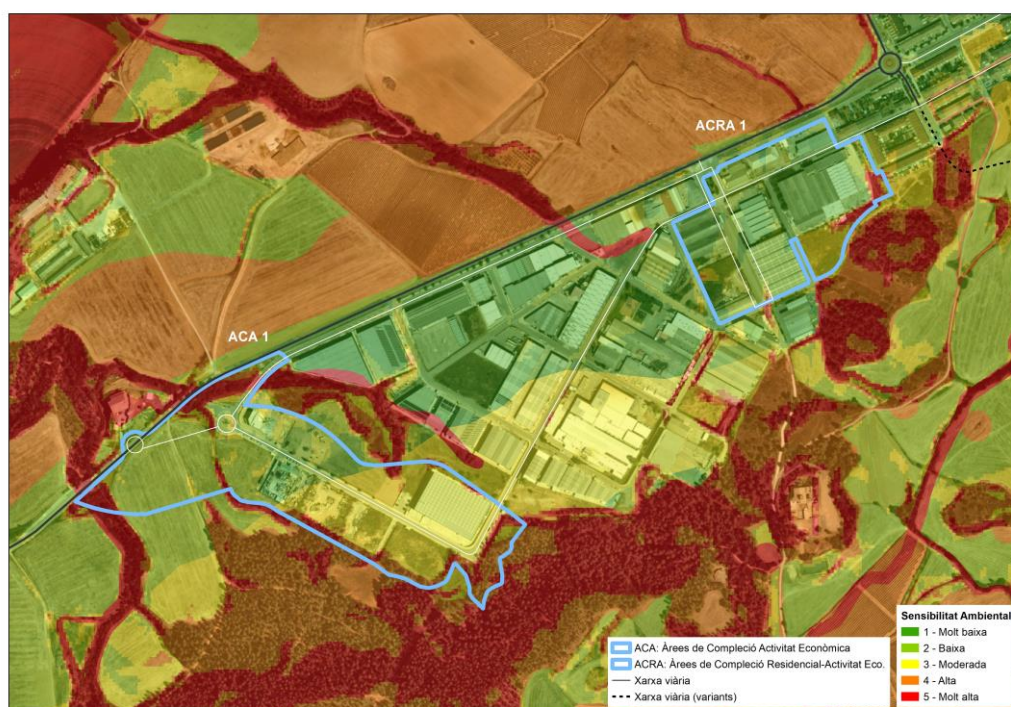 ACRA 1
ACA 1
ACA: Àrees de Compleció Activitat Econòmica
ACRA: Àrees de Compleció Residencial-Activitat Eco.
Xarxa viària
Xarxa viària (variants)
Sensibilitat Ambiental
1 - Molt baixa
2 - Baixa
3 - Moderada
4 - Alta
5 - Molt alta